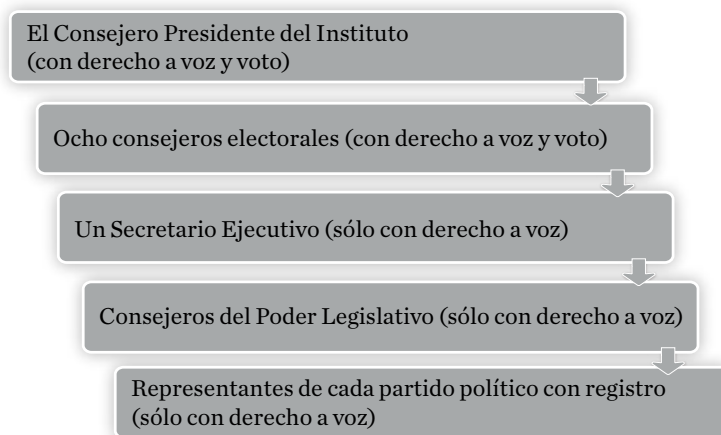 El Consejero Presidente del Instituto
(con derecho a voz y voto)
Ocho consejeros electorales (con derecho a voz y voto)
Un Secretario Ejecutivo (sólo con derecho a voz)
Consejeros del Poder Legislativo (sólo con derecho a voz)
Representantes de cada partido político con registro
(sólo con derecho a voz)